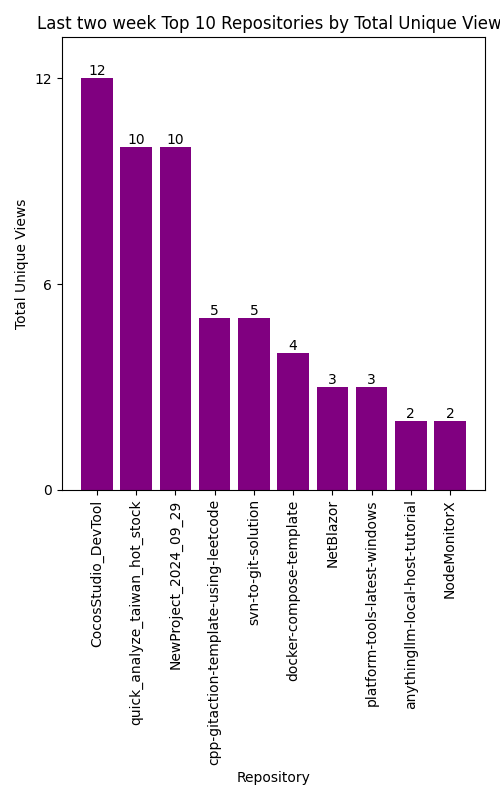 Last two week Top 10 Repositories by Total Unique View
12
10
10
5
5
4
3
3
2
2
12
6
0
Total Unique Views
CocosStudio_DevTool
quick_analyze_taiwan_hot_stock
NewProject_2024_09_29
cpp-gitaction-template-using-leetcode
svn-to-git-solution
docker-compose-template
NetBlazor
platform-tools-latest-windows
anythingllm-local-host-tutorial
NodeMonitorX
Repository